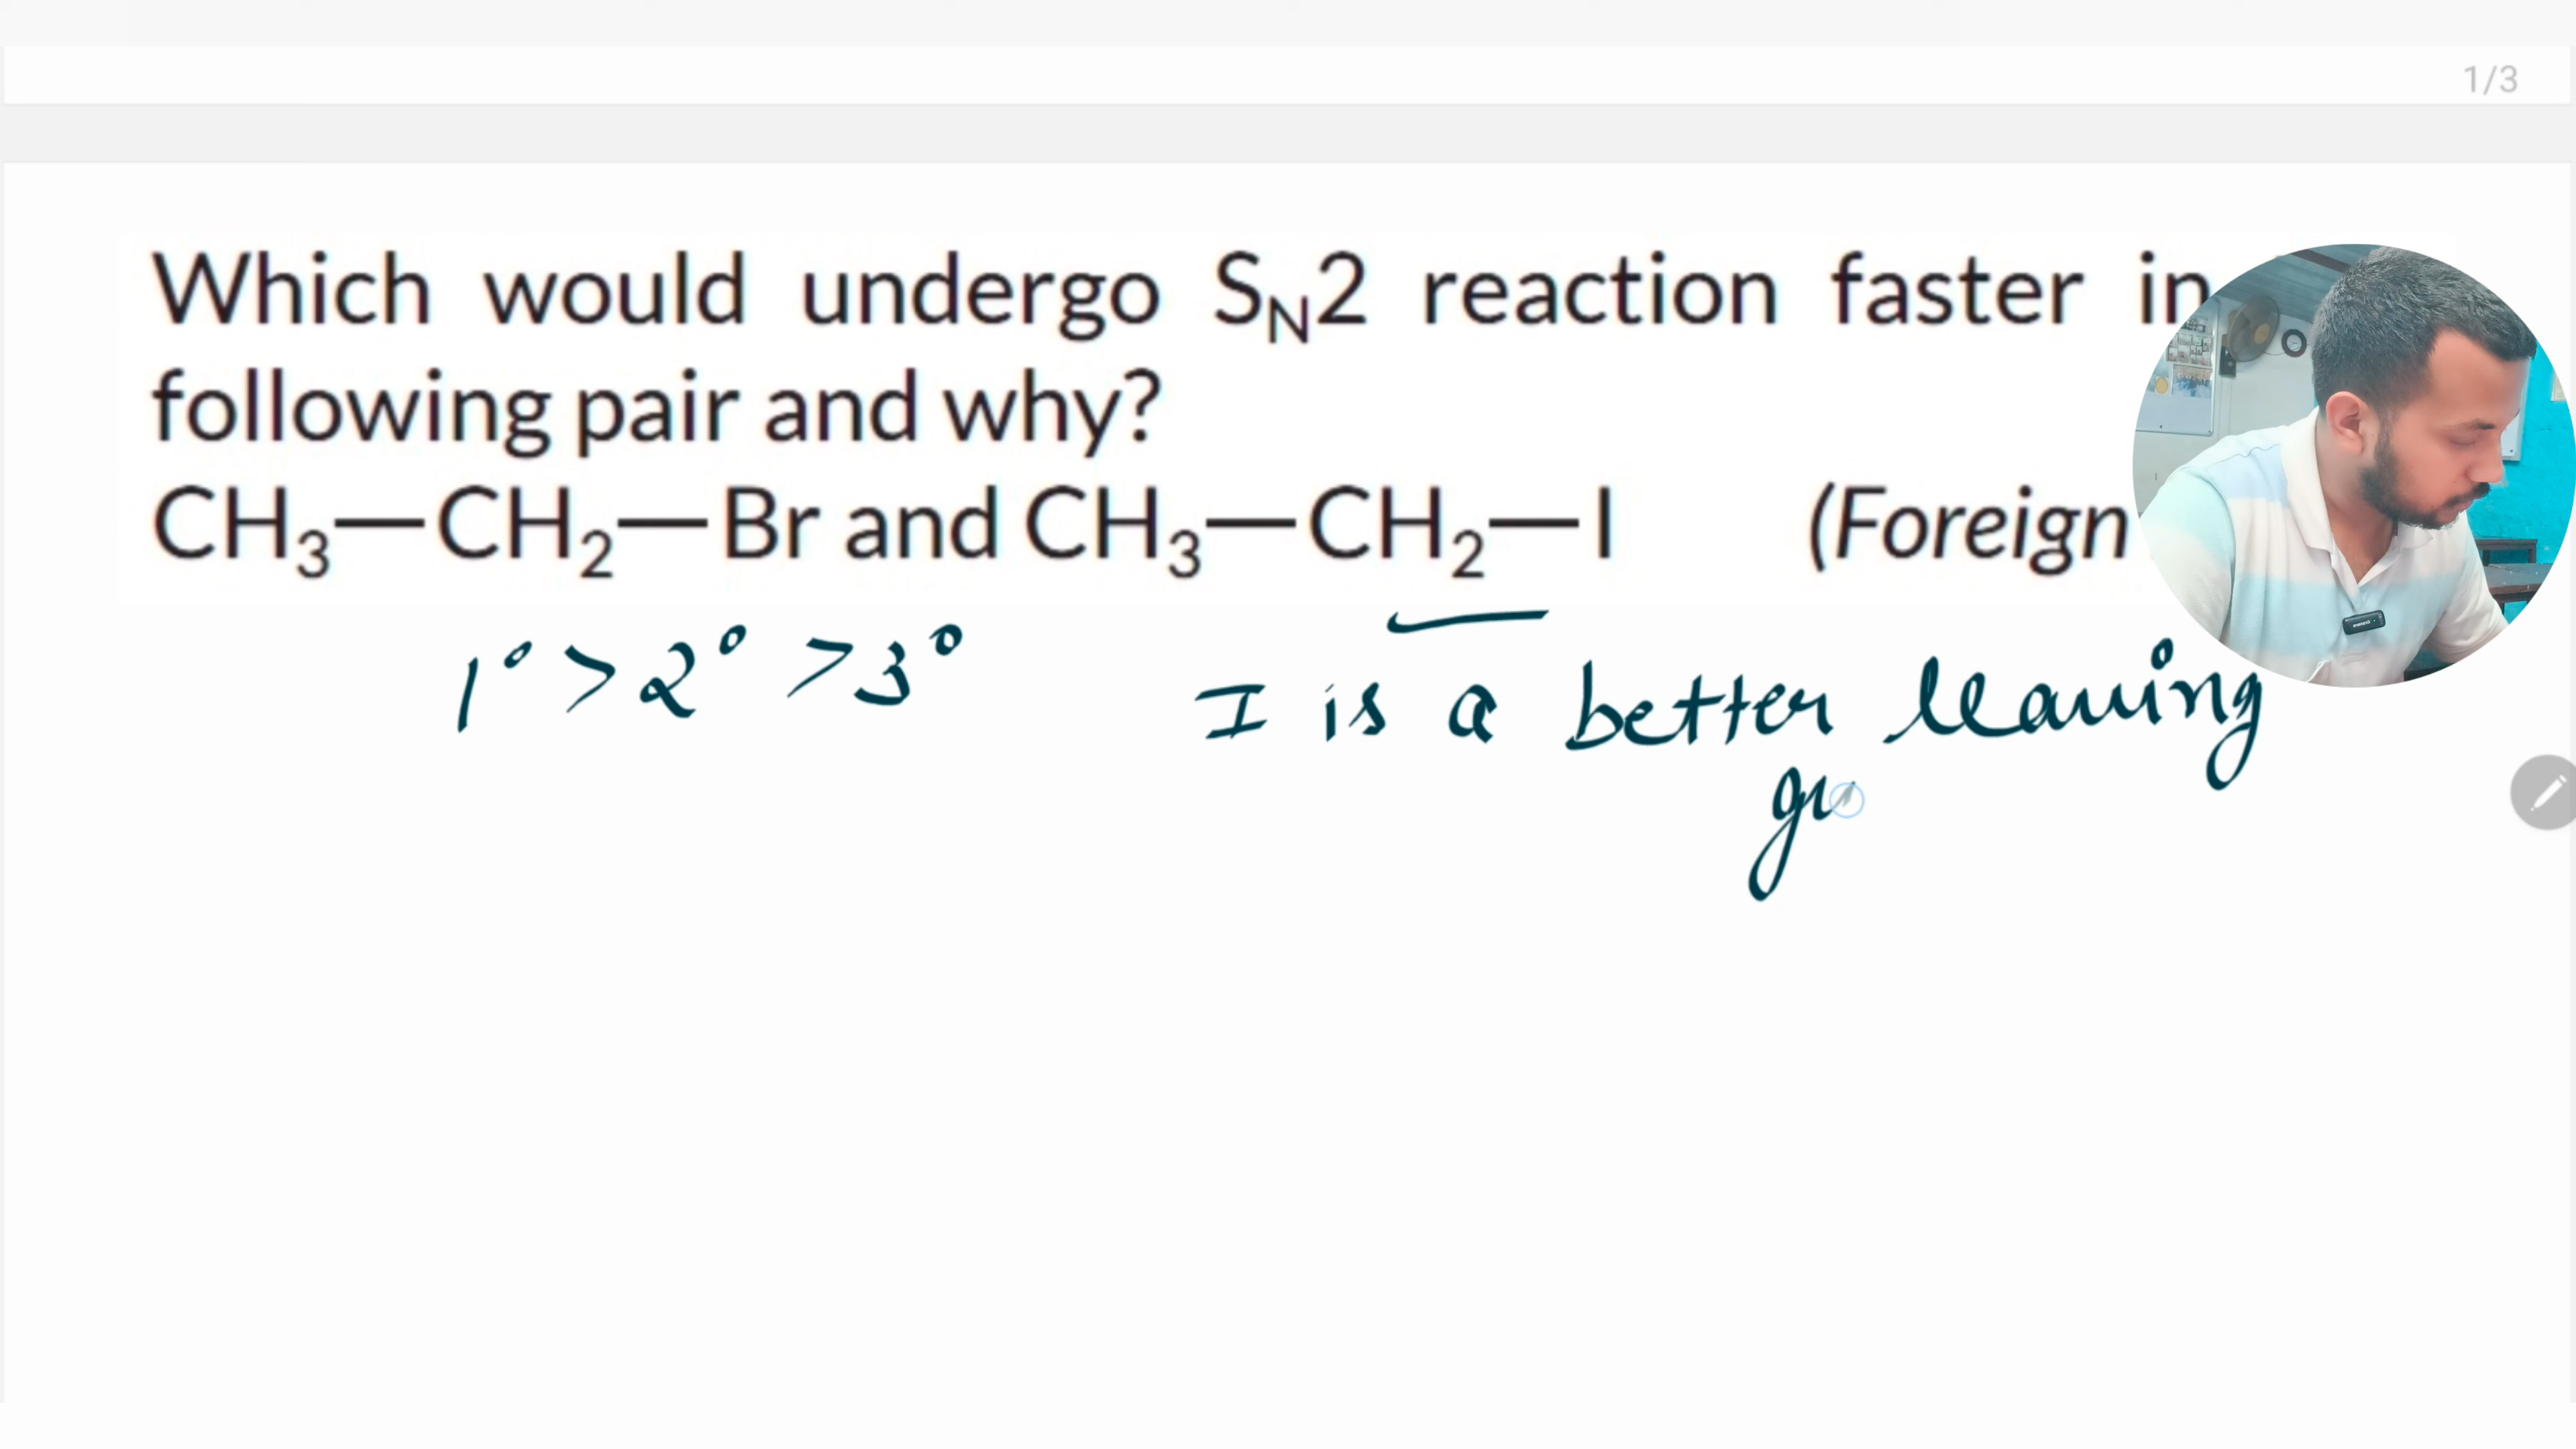 1/3
Which would undergo S_N2 reaction faster in
following pair and why?
CH₃—CH₂—Br and CH₃—CH₂—I (Foreign
1° > 2° > 3°
I is a better leaving
gr